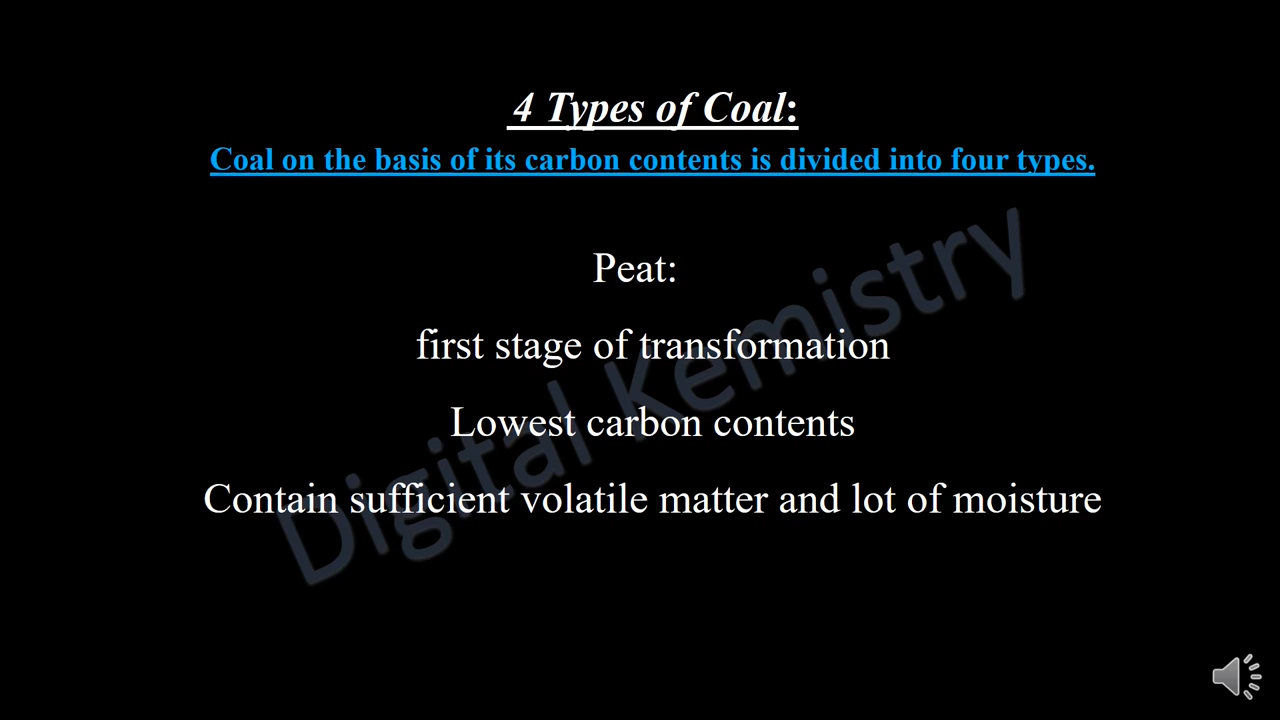 4 Types of Coal:
Coal on the basis of its carbon contents is divided into four types.
Peat:
first stage of transformation
Lowest carbon contents
Contain sufficient volatile matter and lot of moisture
Digital Kemistry